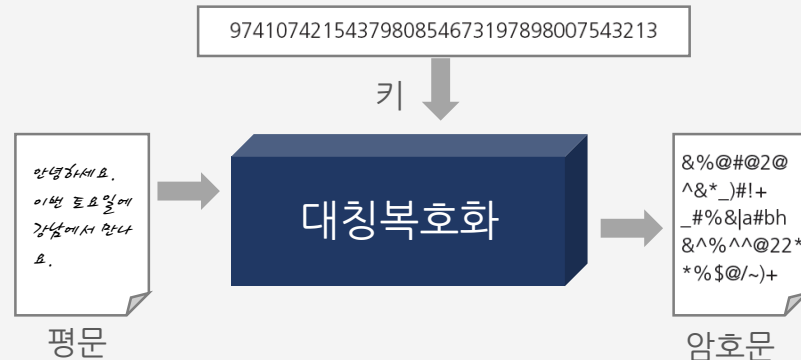 9741074215437980854673197898007543213
키
안녕하세요.
이번 토요일에
강남에서 만나
요.
대칭복호화
&%@#@2@
^&*_)#!+
_#%&|a#bh
&^%^^@22*
*%$@/~)+
평문
암호문